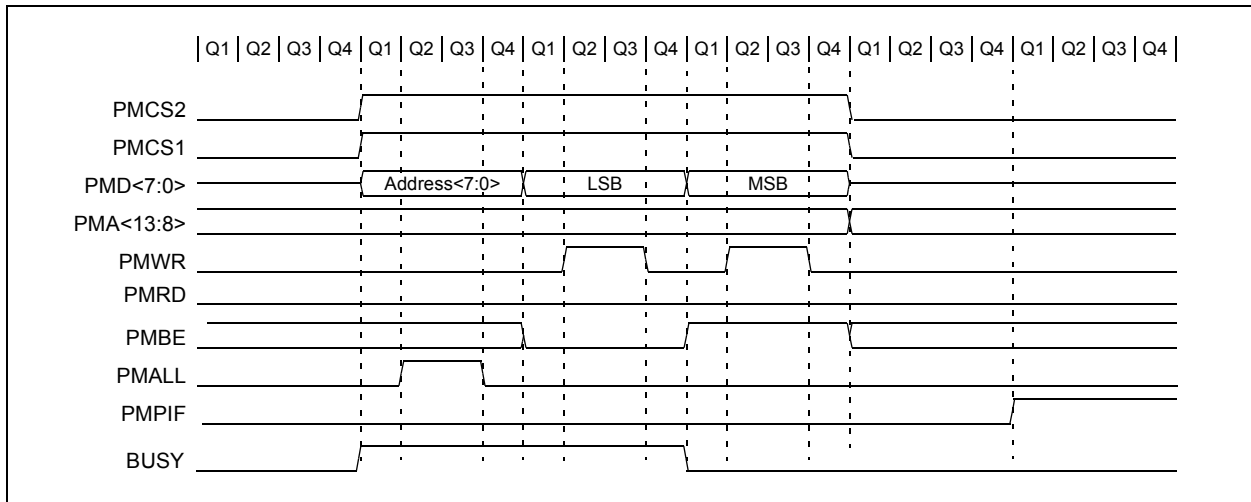 Q1 Q2 Q3 Q4 Q1 Q2 Q3 Q4 Q1 Q2 Q3 Q4 Q1 Q2 Q3 Q4 Q1 Q2 Q3 Q4 Q1 Q2 Q3 Q4
PMCS2
PMCS1
PMD<7:0> Address<7:0> LSB MSB
PMA<13:8>
PMWR
PMRD
PMBE
PMALL
PMPIF
BUSY